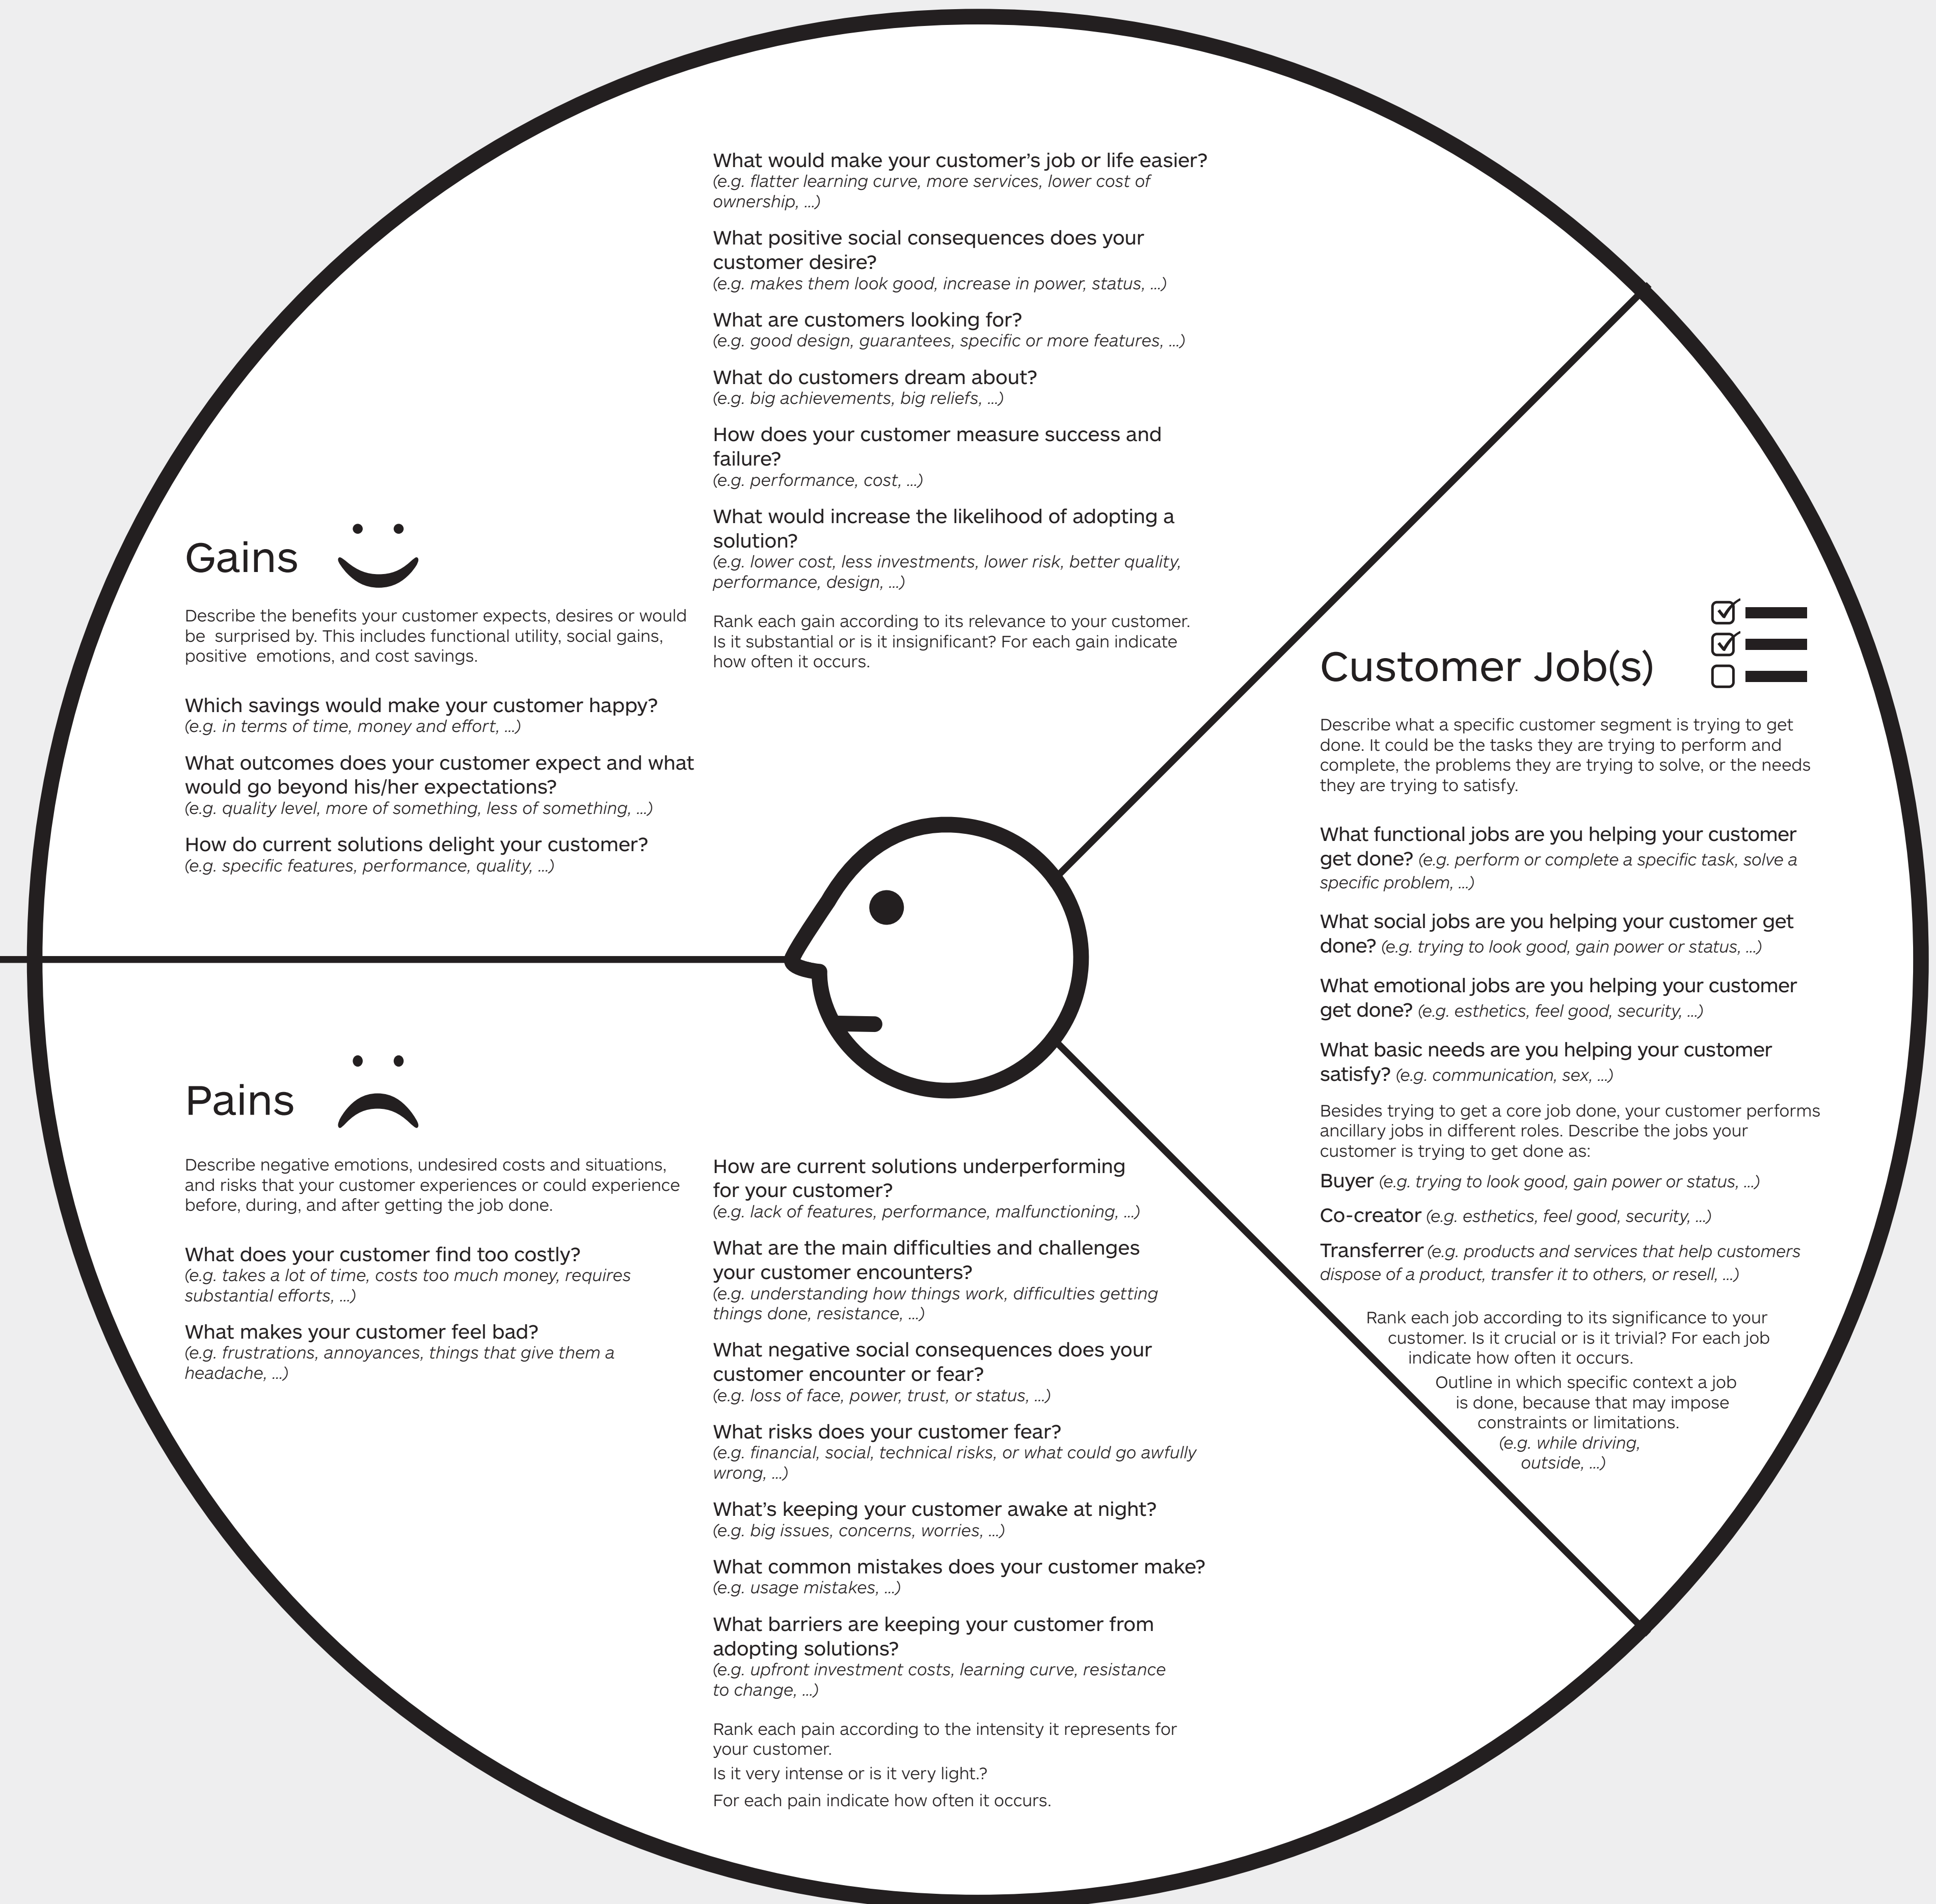 Gains
Describe the benefits your customer expects, desires or would
be  surprised by. This includes functional utility, social gains,
positive  emotions, and cost savings.
Which savings would make your customer happy?
(e.g. in terms of time, money and effort, ...)
What outcomes does your customer expect and what
would go beyond his/her expectations?
(e.g. quality level, more of something, less of something, ...)
How do current solutions delight your customer?
(e.g. specific features, performance, quality, ...)
What would make your customer’s job or life easier?
(e.g. flatter learning curve, more services, lower cost of
ownership, ...)
What positive social consequences does your
customer desire?
(e.g. makes them look good, increase in power, status, ...)
What are customers looking for?
(e.g. good design, guarantees, specific or more features, ...)
What do customers dream about?
(e.g. big achievements, big reliefs, ...)
How does your customer measure success and
failure?
(e.g. performance, cost, ...)
What would increase the likelihood of adopting a
solution?
(e.g. lower cost, less investments, lower risk, better quality,
performance, design, ...)
Rank each gain according to its relevance to your customer.
Is it substantial or is it insignificant? For each gain indicate
how often it occurs.
Customer Job(s)
Describe what a specific customer segment is trying to get
done. It could be the tasks they are trying to perform and
complete, the problems they are trying to solve, or the needs
they are trying to satisfy.
What functional jobs are you helping your customer
get done? (e.g. perform or complete a specific task, solve a
specific problem, ...)
What social jobs are you helping your customer get
done? (e.g. trying to look good, gain power or status, ...)
What emotional jobs are you helping your customer
get done? (e.g. esthetics, feel good, security, ...)
What basic needs are you helping your customer
satisfy? (e.g. communication, sex, ...)
Besides trying to get a core job done, your customer performs
ancillary jobs in different roles. Describe the jobs your
customer is trying to get done as:
Buyer (e.g. trying to look good, gain power or status, ...)
Co-creator (e.g. esthetics, feel good, security, ...)
Transferrer (e.g. products and services that help customers
dispose of a product, transfer it to others, or resell, ...)
Rank each job according to its significance to your
customer. Is it crucial or is it trivial? For each job
indicate how often it occurs.
Outline in which specific context a job
is done, because that may impose
constraints or limitations.
(e.g. while driving,
outside, ...)
Pains
Describe negative emotions, undesired costs and situations,
and risks that your customer experiences or could experience
before, during, and after getting the job done.
What does your customer find too costly?
(e.g. takes a lot of time, costs too much money, requires
substantial efforts, ...)
What makes your customer feel bad?
(e.g. frustrations, annoyances, things that give them a
headache, ...)
How are current solutions underperforming
for your customer?
(e.g. lack of features, performance, malfunctioning, ...)
What are the main difficulties and challenges
your customer encounters?
(e.g. understanding how things work, difficulties getting
things done, resistance, ...)
What negative social consequences does your
customer encounter or fear?
(e.g. loss of face, power, trust, or status, ...)
What risks does your customer fear?
(e.g. financial, social, technical risks, or what could go awfully
wrong, ...)
What’s keeping your customer awake at night?
(e.g. big issues, concerns, worries, ...)
What common mistakes does your customer make?
(e.g. usage mistakes, ...)
What barriers are keeping your customer from
adopting solutions?
(e.g. upfront investment costs, learning curve, resistance
to change, ...)
Rank each pain according to the intensity it represents for
your customer.
Is it very intense or is it very light.?
For each pain indicate how often it occurs.